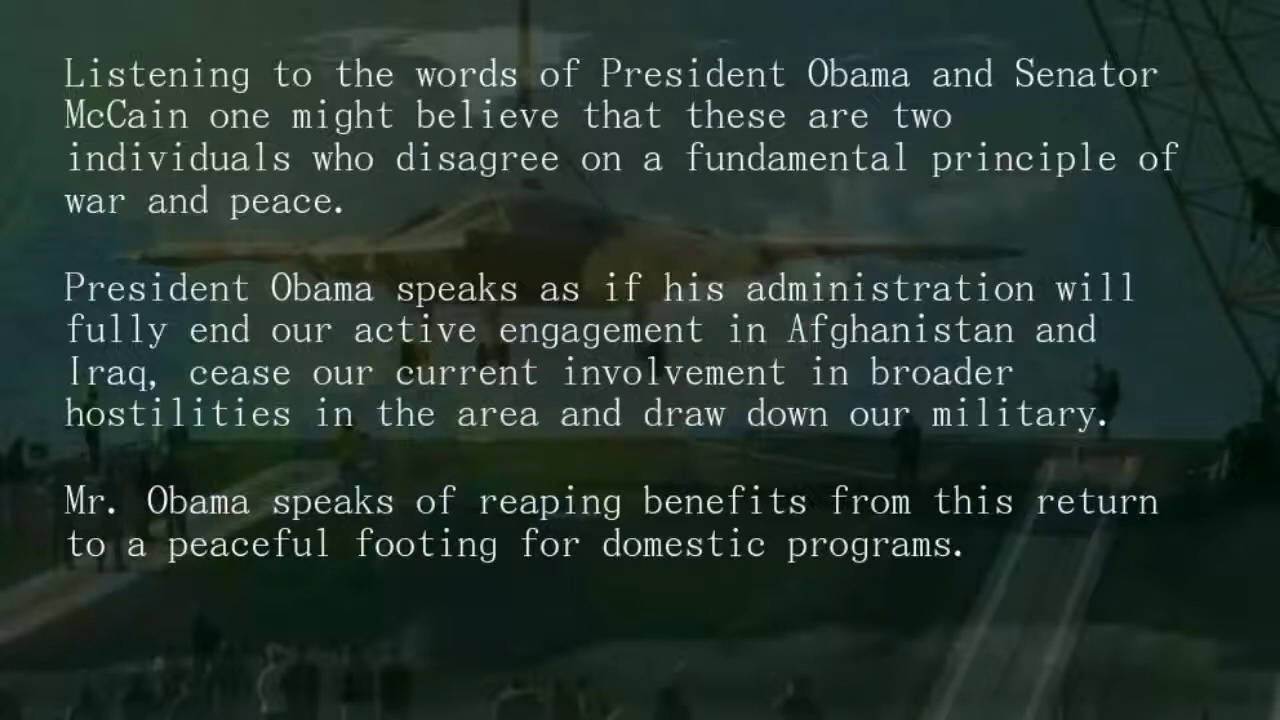 Listening to the words of President Obama and Senator
McCain one might believe that these are two
individuals who disagree on a fundamental principle of
war and peace.
President Obama speaks as if his administration will
fully end our active engagement in Afghanistan and
Iraq, cease our current involvement in broader
hostilities in the area and draw down our military.
Mr. Obama speaks of reaping benefits from this return
to a peaceful footing for domestic programs.